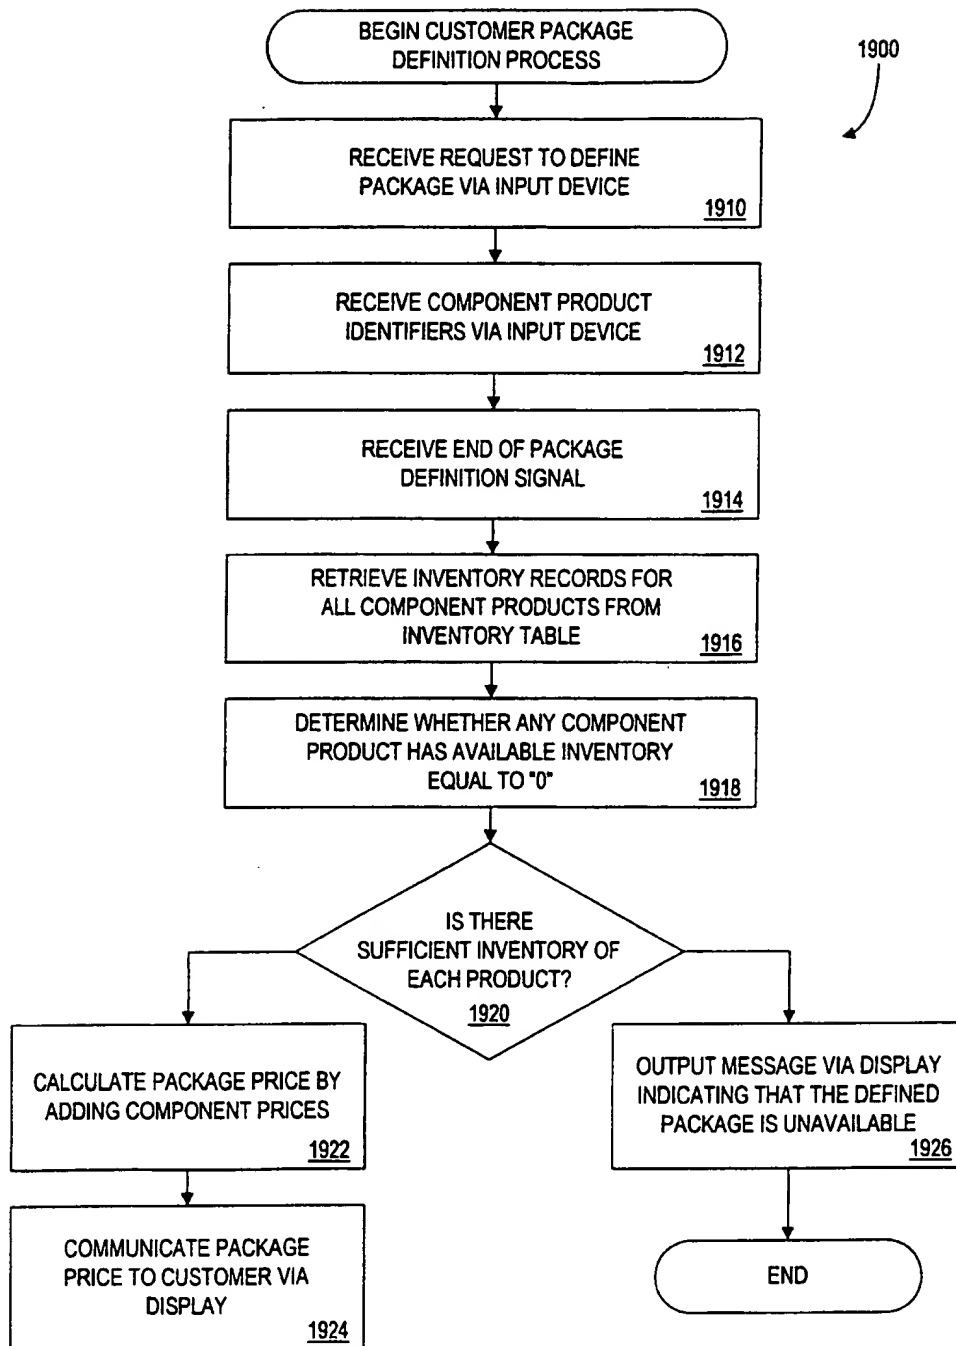 BEGIN CUSTOMER PACKAGE
DEFINITION PROCESS
1900
RECEIVE REQUEST TO DEFINE
PACKAGE VIA INPUT DEVICE
1910
RECEIVE COMPONENT PRODUCT
IDENTIFIERS VIA INPUT DEVICE
1912
RECEIVE END OF PACKAGE
DEFINITION SIGNAL
1914
RETRIEVE INVENTORY RECORDS FOR
ALL COMPONENT PRODUCTS FROM
INVENTORY TABLE
1916
DETERMINE WHETHER ANY COMPONENT
PRODUCT HAS AVAILABLE INVENTORY
EQUAL TO "0"
1918
IS THERE
SUFFICIENT INVENTORY OF
EACH PRODUCT?
1920
CALCULATE PACKAGE PRICE BY
ADDING COMPONENT PRICES
1922
COMMUNICATE PACKAGE
PRICE TO CUSTOMER VIA
DISPLAY
1924
OUTPUT MESSAGE VIA DISPLAY
INDICATING THAT THE DEFINED
PACKAGE IS UNAVAILABLE
1926
END